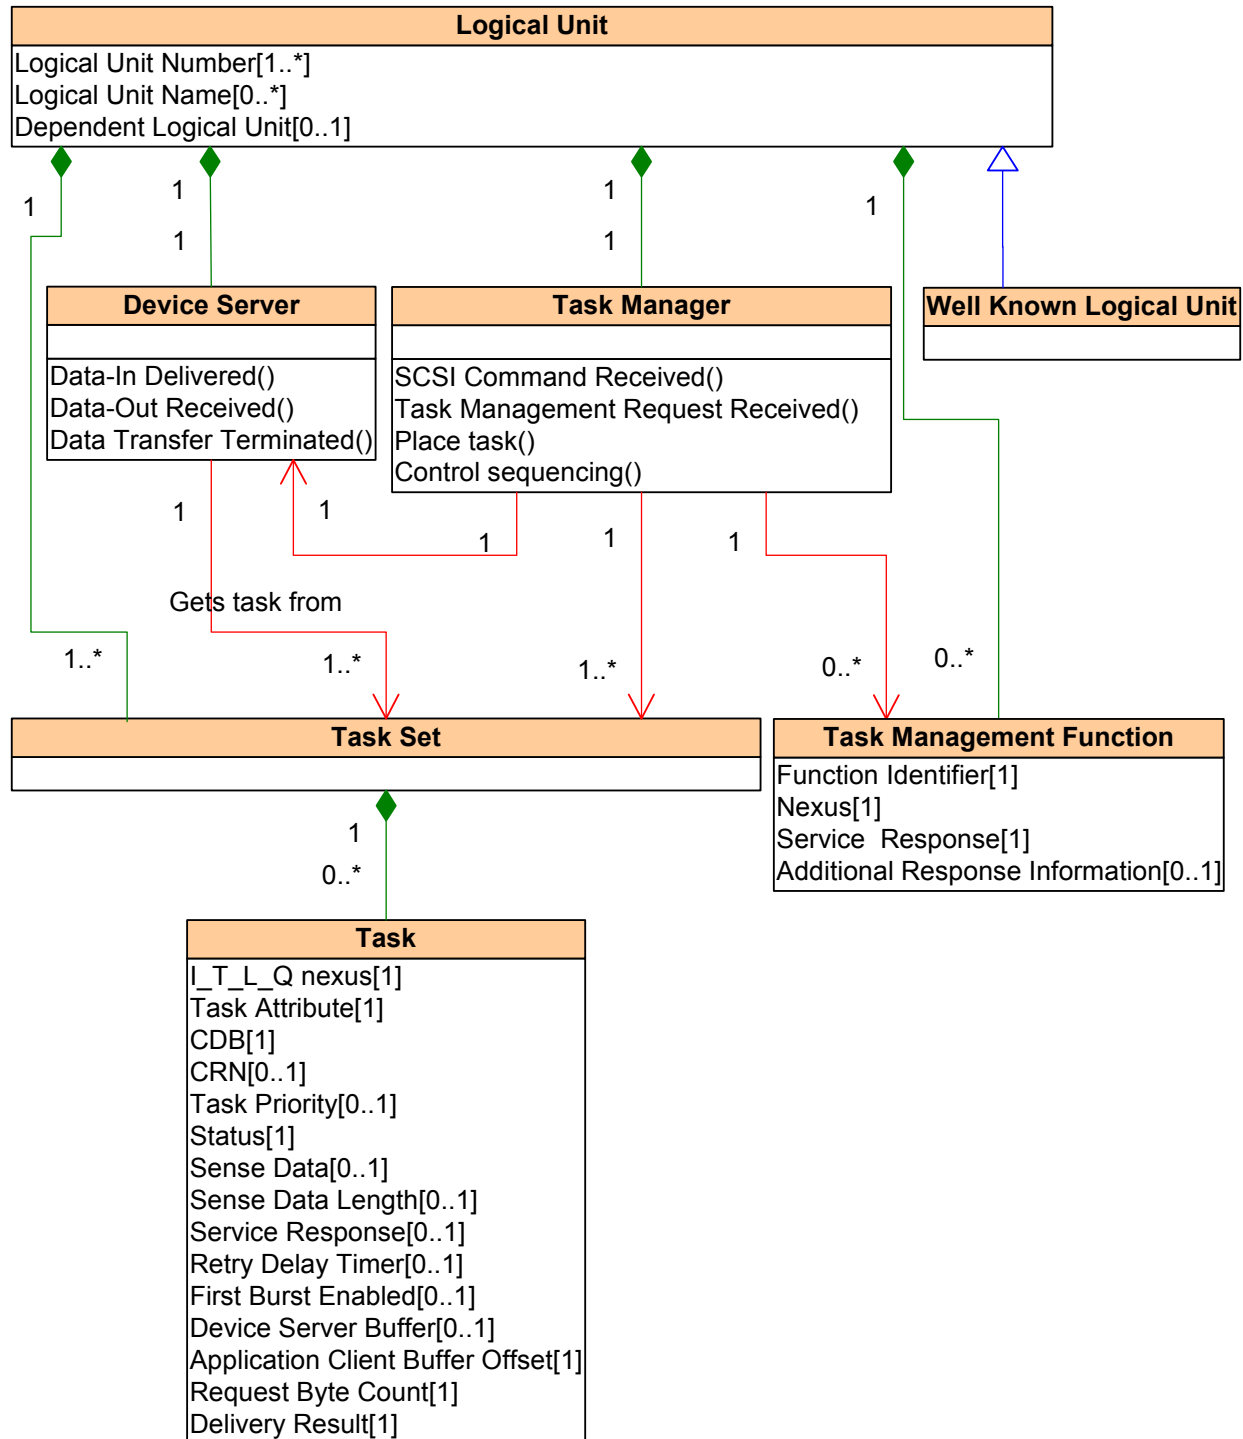 Logical Unit
Logical Unit Number[1..*]
Logical Unit Name[0..*]
Dependent Logical Unit[0..1]
1
1
1
1
1
1
Device Server
Data-In Delivered()
Data-Out Received()
Data Transfer Terminated()
Task Manager
SCSI Command Received()
Task Management Request Received()
Place task()
Control sequencing()
Well Known Logical Unit
1
1
1
1
1
Gets task from
1..*
1..*
1..*
0..*
0..*
Task Set
Task Management Function
Function Identifier[1]
Nexus[1]
Service  Response[1]
Additional Response Information[0..1]
1
0..*
Task
I_T_L_Q nexus[1]
Task Attribute[1]
CDB[1]
CRN[0..1]
Task Priority[0..1]
Status[1]
Sense Data[0..1]
Sense Data Length[0..1]
Service Response[0..1]
Retry Delay Timer[0..1]
First Burst Enabled[0..1]
Device Server Buffer[0..1]
Application Client Buffer Offset[1]
Request Byte Count[1]
Delivery Result[1]